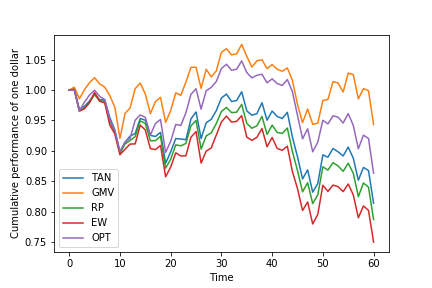 Cumulative performance of one dollar
1.05
1.00
0.95
0.90
0.85
0.80
0.75
TAN
GMV
RP
EW
OPT
0 10 20 30 40 50 60
Time